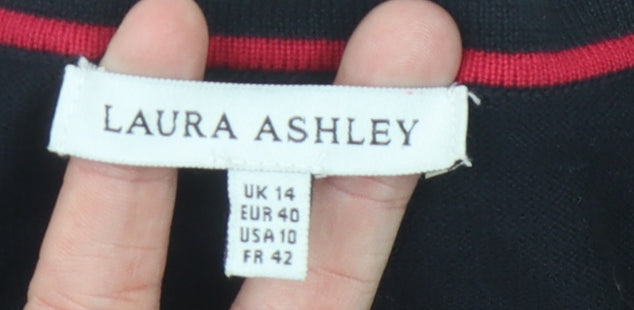 LAURA ASHLEY
UK 14
EUR 40
USA 10
FR 42